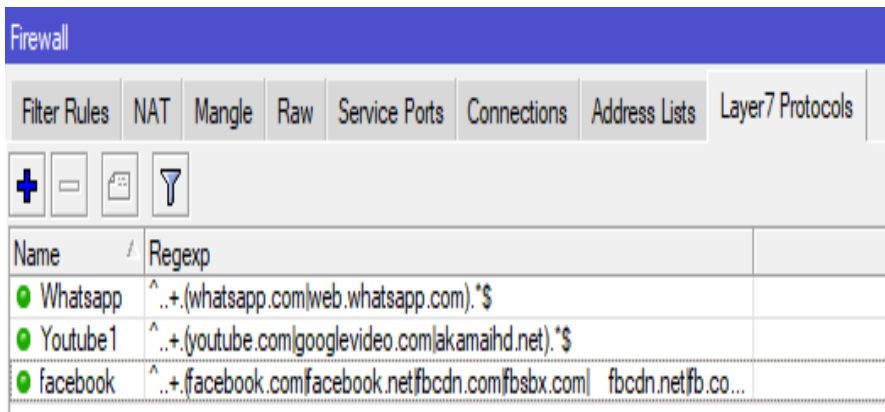 Firewall
Filter Rules NAT Mangle Raw Service Ports Connections Address Lists Layer7 Protocols
Name Regexp
Whatsapp ^..+.(whatsapp.com|web.whatsapp.com).*$
Youtube1 ^..+.(youtube.com|googlevideo.com|akamaihd.net).*$
facebook ^..+.(facebook.com|facebook.net|fbcdn.com|fbsbx.com| fbcdn.net|fb.co...